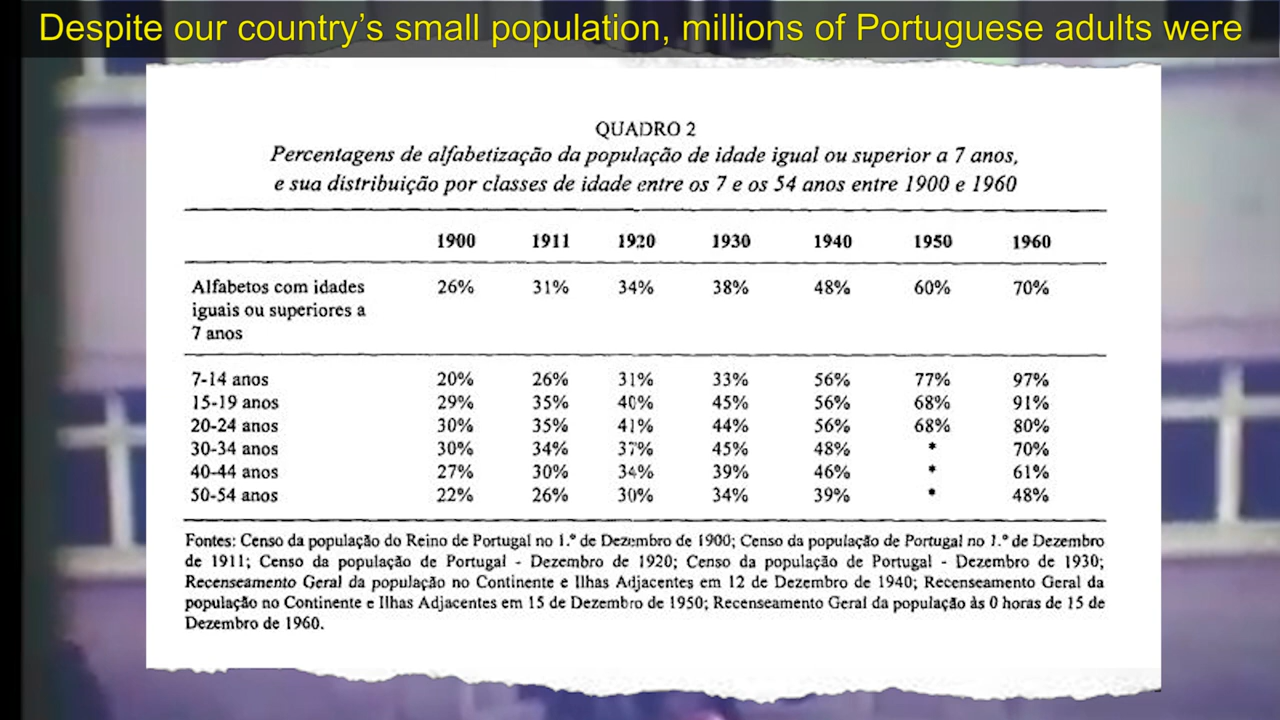 Despite our country’s small population, millions of Portuguese adults were
QUADRO 2
Percentagens de alfabetização da população de idade igual ou superior a 7 anos,
e sua distribuição por classes de idade entre os 7 e os 54 anos entre 1900 e 1960
1900 1911 1920 1930 1940 1950 1960
Alfabetos com idades 26% 31% 34% 38% 48% 60% 70%
iguais ou superiores a
7 anos
7-14 anos 20% 26% 31% 33% 56% 77% 97%
15-19 anos 29% 35% 40% 45% 56% 68% 91%
20-24 anos 30% 35% 41% 44% 56% 68% 80%
30-34 anos 30% 34% 37% 45% 48% * 70%
40-44 anos 27% 30% 34% 39% 46% * 61%
50-54 anos 22% 26% 30% 34% 39% * 48%
Fontes: Censo da população do Reino de Portugal no 1.º de Dezembro de 1900; Censo da população de Portugal no 1.º de Dezembro
de 1911; Censo da população de Portugal - Dezembro de 1920; Censo da população de Portugal - Dezembro de 1930;
Recenseamento Geral da população no Continente e Ilhas Adjacentes em 12 de Dezembro de 1940; Recenseamento Geral da
população no Continente e Ilhas Adjacentes em 15 de Dezembro de 1950; Recenseamento Geral da população às 0 horas de 15 de
Dezembro de 1960.